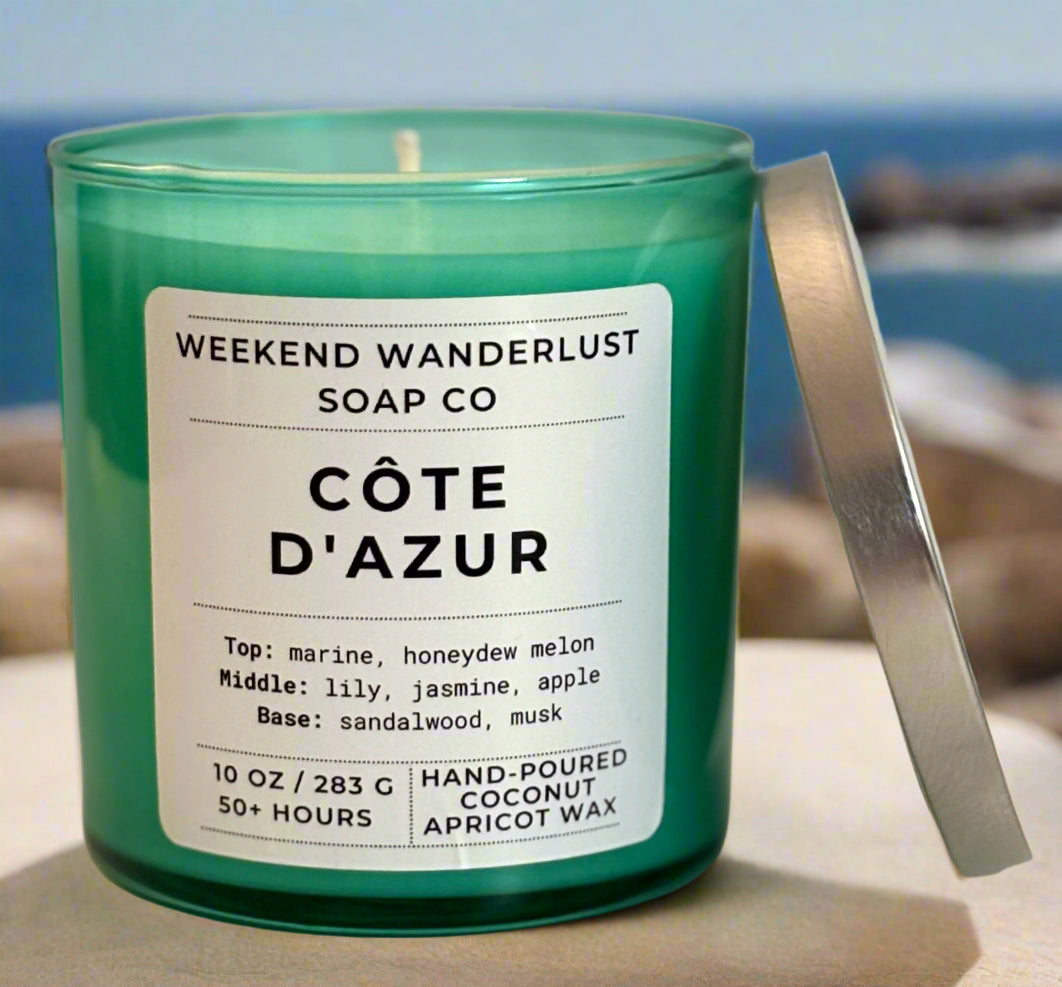 WEEKEND WANDERLUST
SOAP CO
CÔTE
D'AZUR
Top: marine, honeydew melon
Middle: lily, jasmine, apple
Base: sandalwood, musk
10 OZ / 283 G
50+ HOURS
HAND-POURED
COCONUT
APRICOT WAX